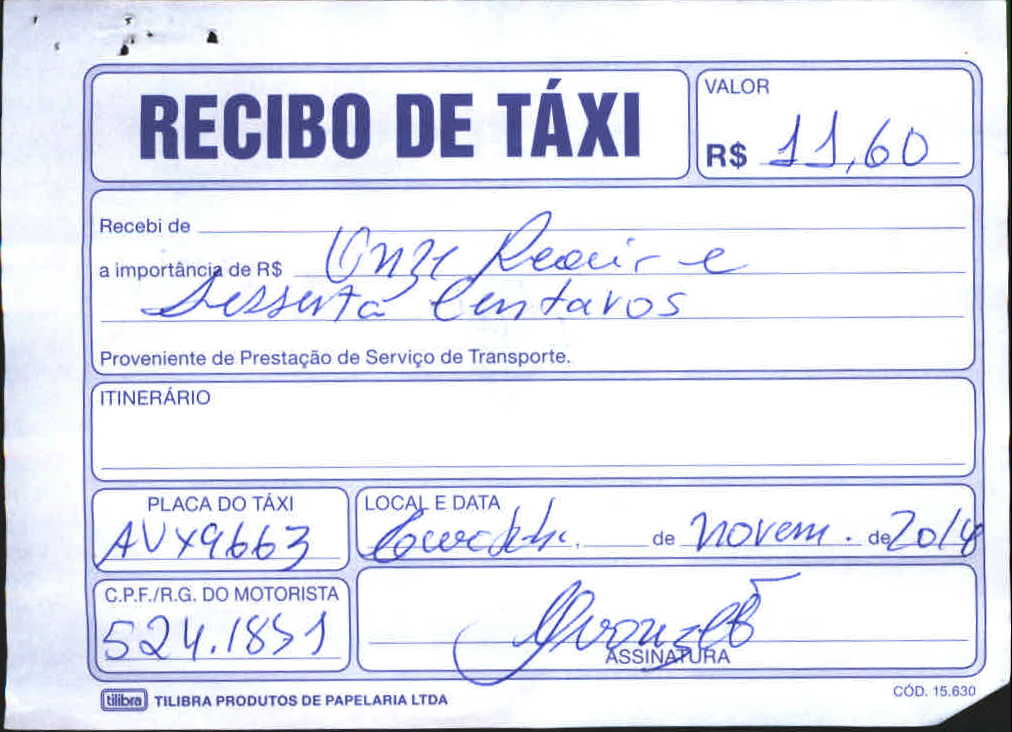 RECIBO DE TÁXI
VALOR
R$ 11,60
Recebi de
a importância de R$ Onze Reais e
Sessenta Centavos
Proveniente de Prestação de Serviço de Transporte.
ITINERÁRIO
PLACA DO TÁXI
AVX9663
LOCAL E DATA
de Novem. de 2014
C.P.F./R.G. DO MOTORISTA
524.1851
ASSINATURA
tilibra TILIBRA PRODUTOS DE PAPELARIA LTDA
CÓD. 15.630